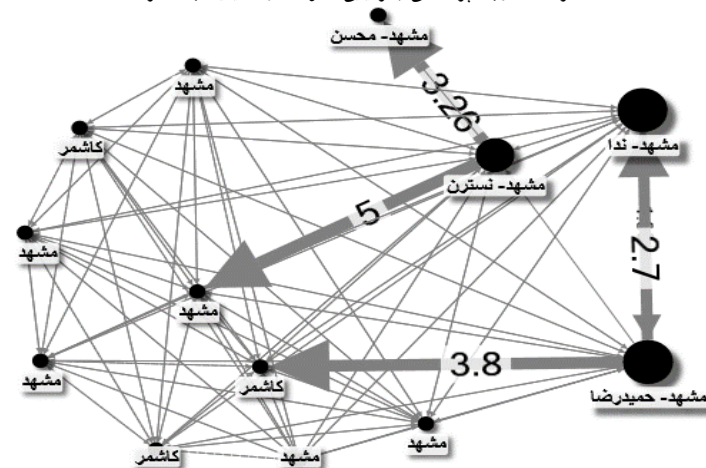 مشهد- محسن
مشهد
3.26
مشهد- ندا
کاشمر
مشهد- نسترن
5
مشهد
2.7
مشهد
3.8
مشهد
کاشمر
مشهد- حمیدرضا
مشهد
کاشمر
مشهد